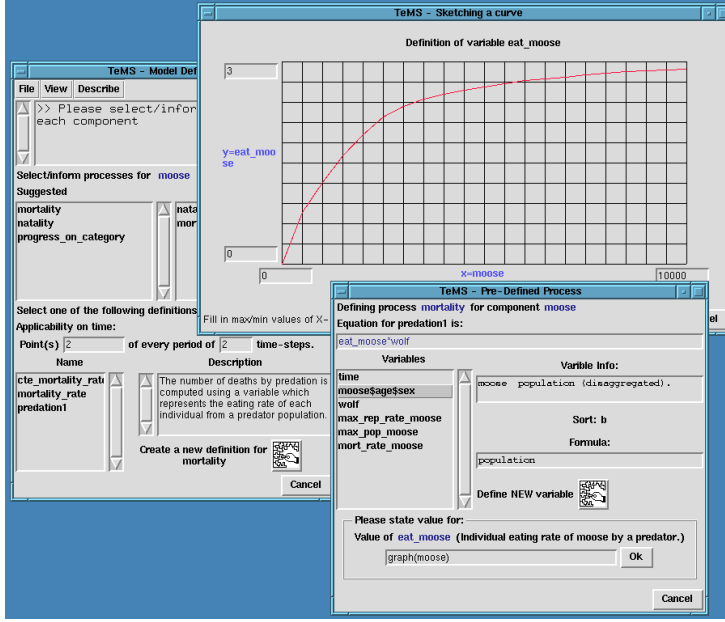 TeMS - Sketching a curve
Definition of variable eat_moose
3
y=eat_moo
se
0
0
x=moose
10000
Fill in max/min values of X-
el
TeMS - Model Def
File View Describe
>> Please select/infor
each component
Select/inform processes for moose
Suggested
mortality
natality
progress_on_category
nata
mor
Select one of the following definitions
Applicability on time:
Point(s) 2 of every period of 2 time-steps.
Name
Description
cte_mortality_rate
mortality_rate
predation1
The number of deaths by predation is
computed using a variable which
represents the eating rate of each
individual from a predator population.
Create a new definition for
mortality
Cancel
TeMS - Pre-Defined Process
Defining process mortality for component moose
Equation for predation1 is:
eat_moose*wolf
Variables
time
moose$age$sex
wolf
max_rep_rate_moose
max_pop_moose
mort_rate_moose
Varible Info:
moose population (disaggregated).
Sort: b
Formula:
population
Define NEW variable
Please state value for:
Value of eat_moose (Individual eating rate of moose by a predator.)
graph(moose)
Ok
Cancel